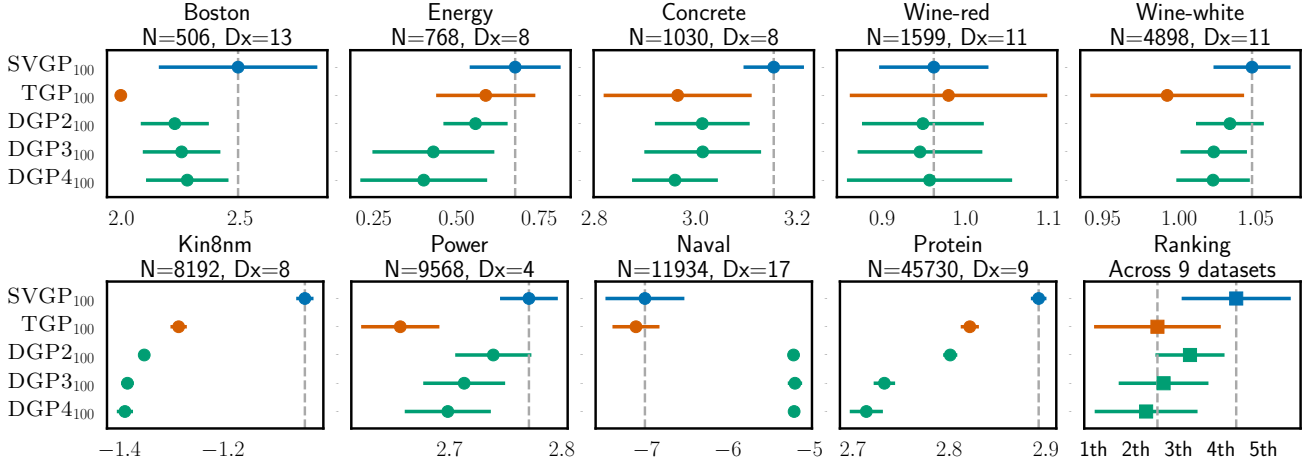 Boston
N=506, Dx=13
Energy
N=768, Dx=8
Concrete
N=1030, Dx=8
Wine-red
N=1599, Dx=11
Wine-white
N=4898, Dx=11
SVGP100
TGP100
DGP2100
DGP3100
DGP4100
2.0 2.5
0.25 0.50 0.75
2.8 3.0 3.2
0.9 1.0 1.1
0.95 1.00 1.05
Kin8nm
N=8192, Dx=8
Power
N=9568, Dx=4
Naval
N=11934, Dx=17
Protein
N=45730, Dx=9
Ranking
Across 9 datasets
SVGP100
TGP100
DGP2100
DGP3100
DGP4100
−1.4 −1.2
2.7 2.8
−7 −6 −5
2.7 2.8 2.9
1th 2th 3th 4th 5th